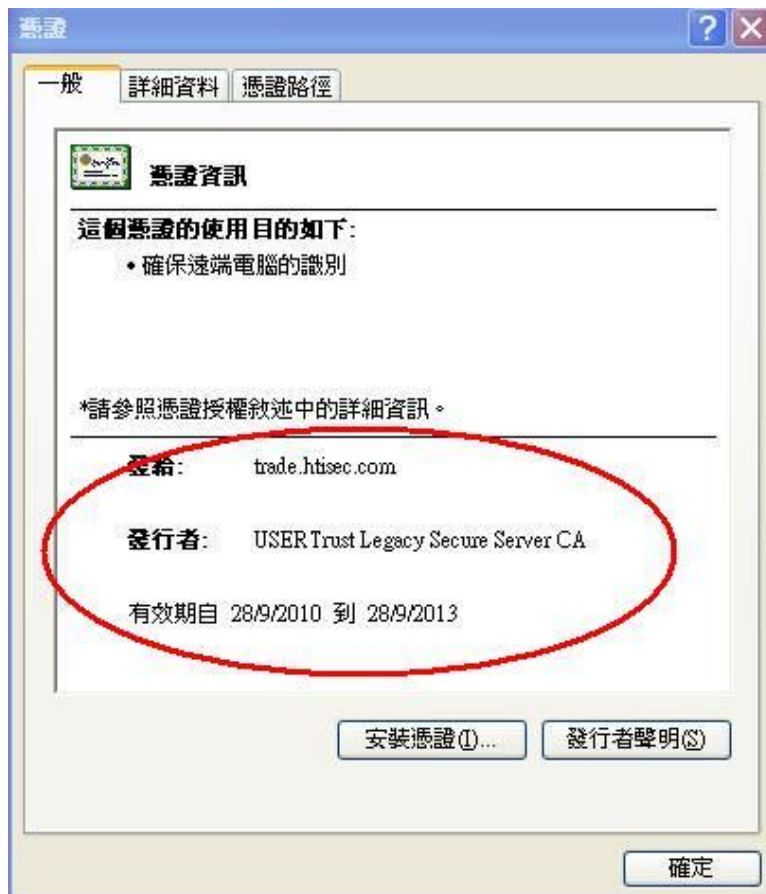 憑證
一般 詳細資料 憑證路徑
憑證資訊
這個憑證的使用目的如下:
• 確保遠端電腦的識別
*請參照憑證授權敘述中的詳細資訊。
發給: trade.htisec.com
發行者: USERTrust Legacy Secure Server CA
有效期自 28/9/2010 到 28/9/2013
安裝憑證(I)... 發行者聲明(S)
確定